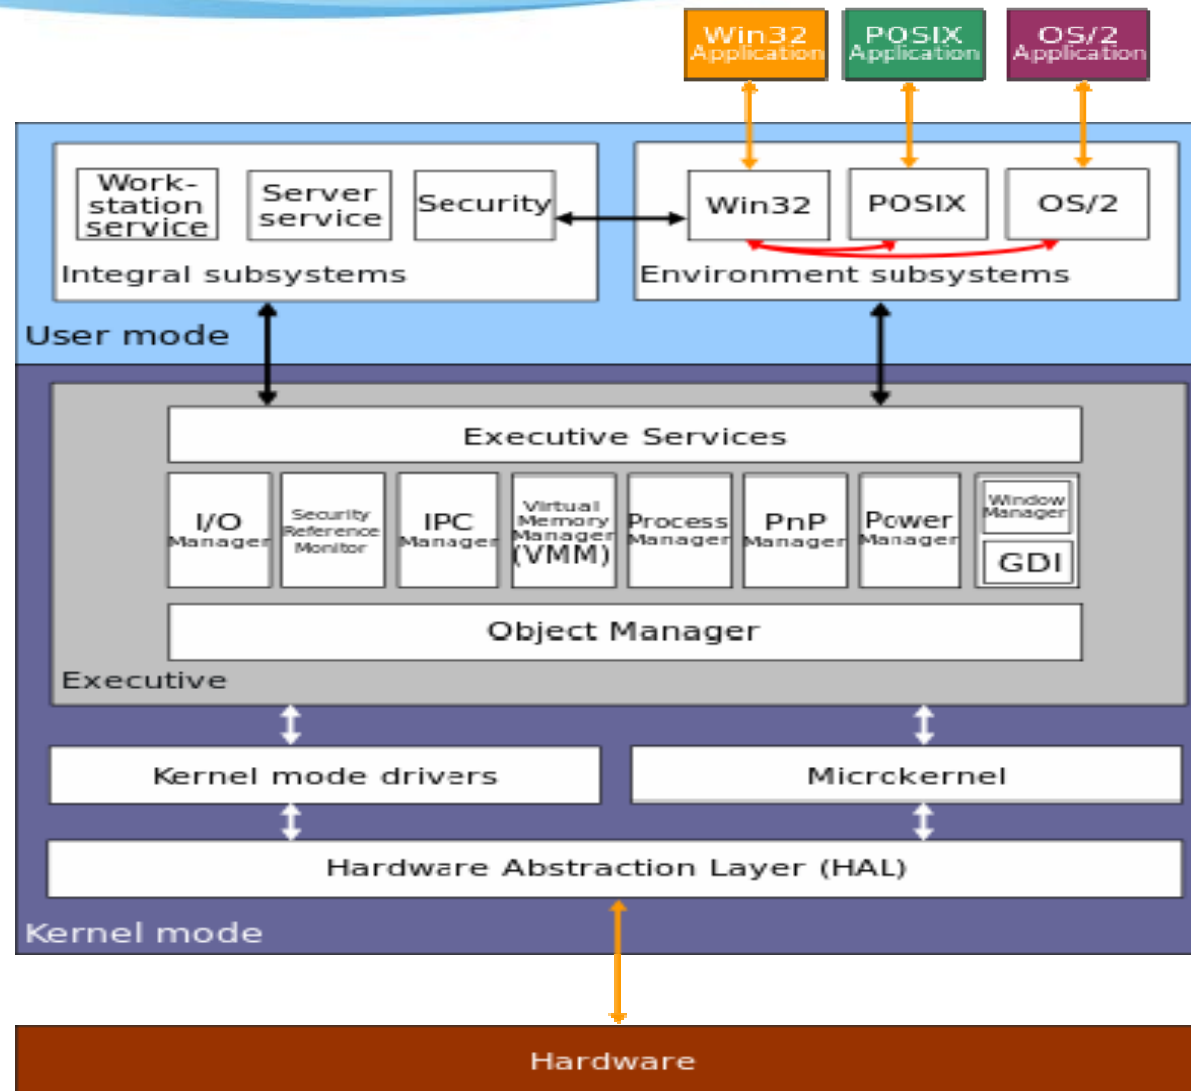 Win32
Application
POSIX
Application
OS/2
Application
Work-
station
service
Server
service
Security
Integral subsystems
Win32
POSIX
OS/2
Environment subsystems
User mode
Executive Services
I/O
Manager
Security
Reference
Monitor
IPC
Manager
Virtual
Memory
Manager
(VMM)
Process
Manager
PnP
Manager
Power
Manager
Window
Manager
GDI
Object Manager
Executive
Kernel mode drivers
Microkernel
Hardware Abstraction Layer (HAL)
Kernel mode
Hardware